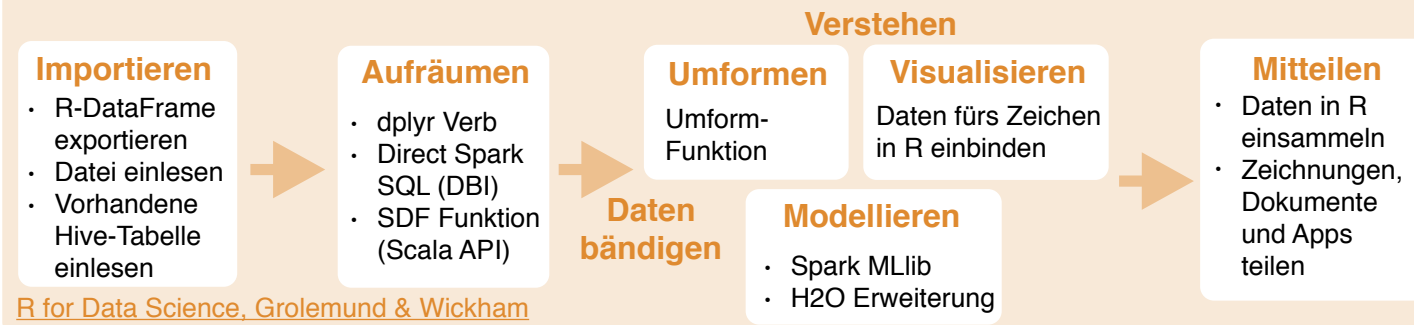 Importieren
• R-DataFrame
exportieren
• Datei einlesen
• Vorhandene
Hive-Tabelle
einlesen
Aufräumen
• dplyr Verb
• Direct Spark
SQL (DBI)
• SDF Funktion
(Scala API)
Daten
bändigen
Verstehen
Umformen
Umform-
Funktion
Visualisieren
Daten fürs Zeichen
in R einbinden
Modellieren
• Spark MLlib
• H2O Erweiterung
Mitteilen
• Daten in R
einsammeln
• Zeichnungen,
Dokumente
und Apps
teilen
R for Data Science, Grolemund & Wickham